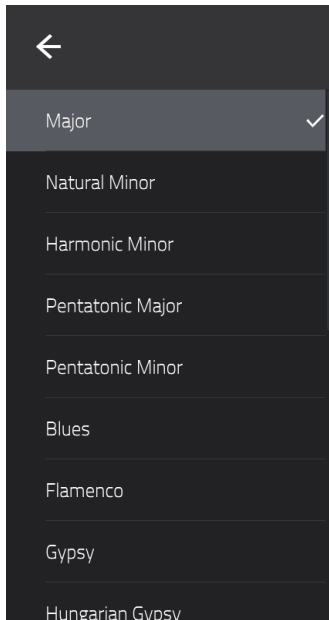 Major
Natural Minor
Harmonic Minor
Pentatonic Major
Pentatonic Minor
Blues
Flamenco
Gypsy
Hungarian Gypsy